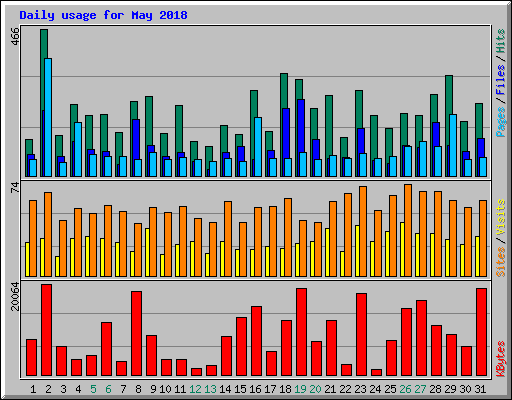 Daily usage for May 2018
466
Pages / Files / Hits
74
Sites / Visits
20064
KBytes
1 2 3 4 5 6 7 8 9 10 11 12 13 14 15 16 17 18 19 20 21 22 23 24 25 26 27 28 29 30 31